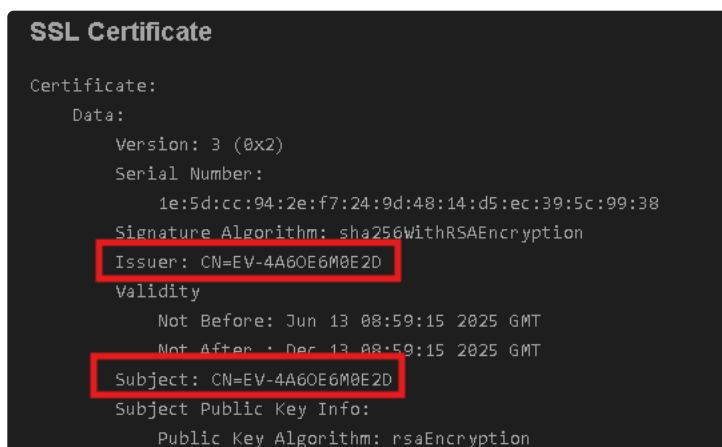 SSL Certificate
Certificate:
Data:
Version: 3 (0x2)
Serial Number:
1e:5d:cc:94:2e:f7:24:9d:48:14:d5:ec:39:5c:99:38
Signature Algorithm: sha256WithRSAEncryption
Issuer: CN=EV-4A6OE6M0E2D
Validity
Not Before: Jun 13 08:59:15 2025 GMT
Not After : Dec 13 08:59:15 2025 GMT
Subject: CN=EV-4A6OE6M0E2D
Subject Public Key Info:
Public Key Algorithm: rsaEncryption